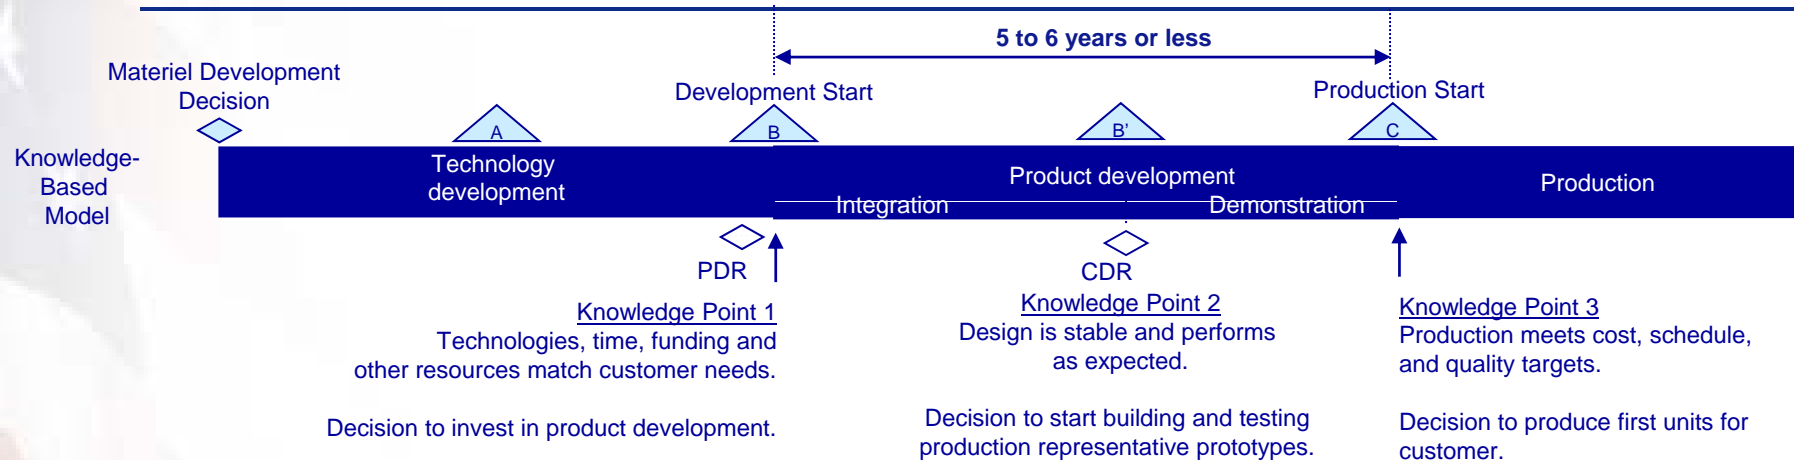 5 to 6 years or less
Materiel Development
Decision
Development Start
Production Start
A
B
B'
C
Knowledge-
Based
Model
Technology
development
Product development
Integration
Demonstration
Production
PDR
CDR
Knowledge Point 1
Technologies, time, funding and
other resources match customer needs.
Decision to invest in product development.
Knowledge Point 2
Design is stable and performs
as expected.
Decision to start building and testing
production representative prototypes.
Knowledge Point 3
Production meets cost, schedule,
and quality targets.
Decision to produce first units for
customer.